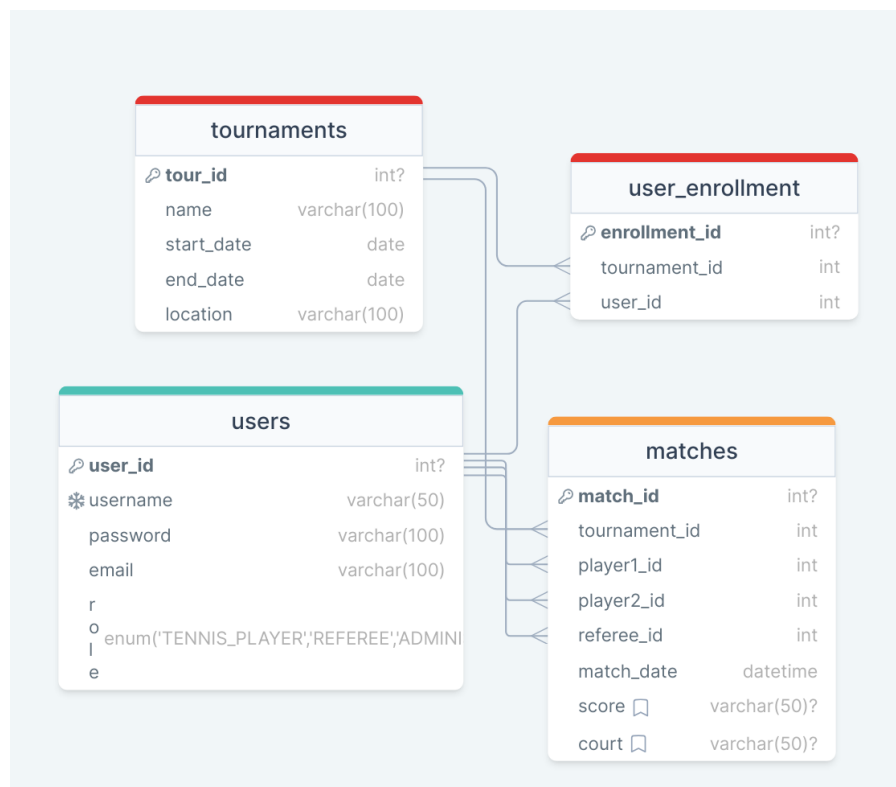 tournaments
tour_id int?
name varchar(100)
start_date date
end_date date
location varchar(100)
user_enrollment
enrollment_id int?
tournament_id int
user_id int
users
user_id int?
username varchar(50)
password varchar(100)
email varchar(100)
role enum('TENNIS_PLAYER','REFEREE','ADMINI
matches
match_id int?
tournament_id int
player1_id int
player2_id int
referee_id int
match_date datetime
score varchar(50)?
court varchar(50)?